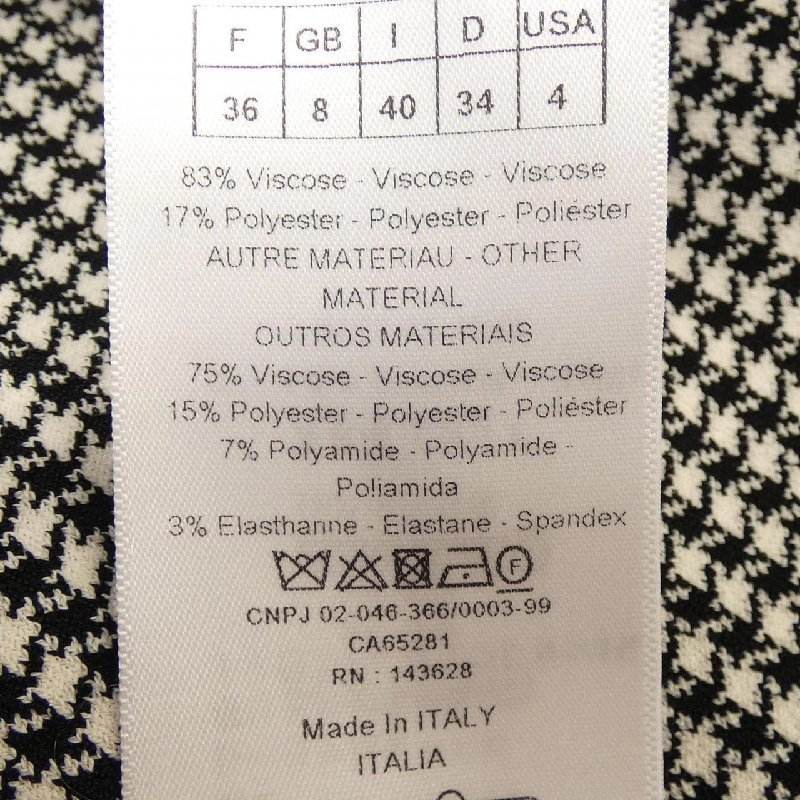 F GB I D USA
36 8 40 34 4
83% Viscose - Viscose - Viscose
17% Polyester - Polyester - Poliéster
AUTRE MATERIAU - OTHER
MATERIAL
OUTROS MATERIAIS
75% Viscose - Viscose - Viscose
15% Polyester - Polyester - Poliéster
7% Polyamide - Polyamide -
Poliamida
3% Elasthanne - Elastane - Spandex
F
CNPJ 02-046-366/0003-99
CA65281
RN : 143628
Made In ITALY
ITALIA